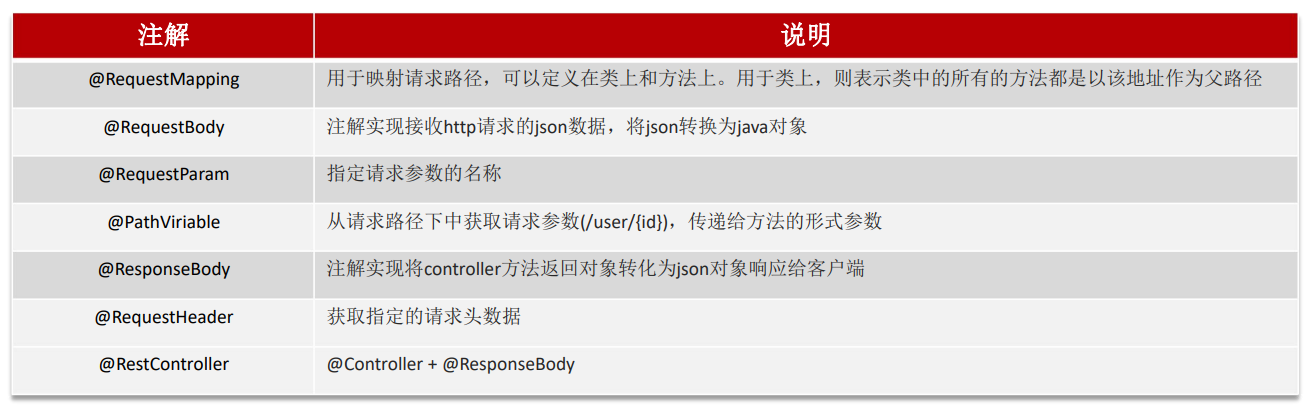 注解 说明
@RequestMapping 用于映射请求路径，可以定义在类上和方法上。用于类上，则表示类中的所有的方法都是以该地址作为父路径
@RequestBody 注解实现接收http请求的json数据，将json转换为java对象
@RequestParam 指定请求参数的名称
@PathViriable 从请求路径下中获取请求参数(/user/{id})，传递给方法的形式参数
@ResponseBody 注解实现将controller方法返回对象转化为json对象响应给客户端
@RequestHeader 获取指定的请求头数据
@RestController @Controller + @ResponseBody